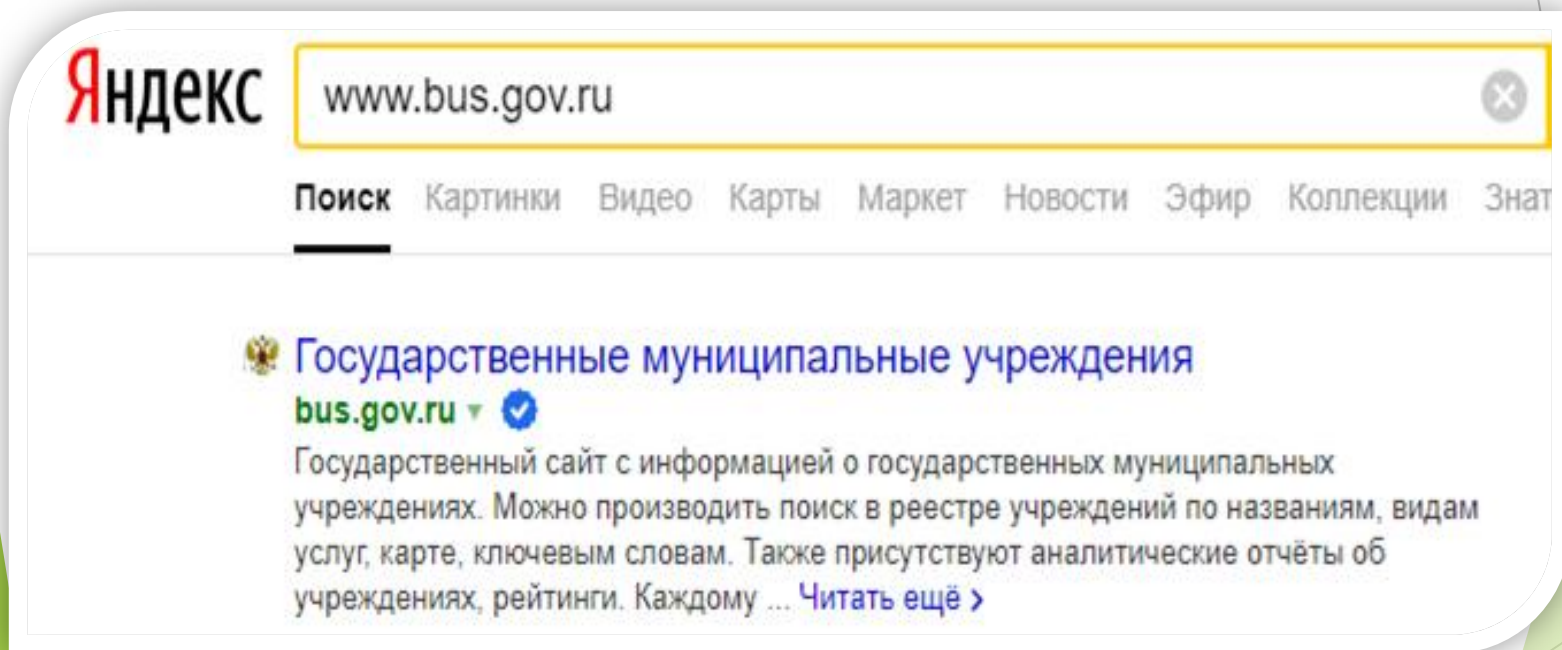 Яндекс www.bus.gov.ru
Поиск Картинки Видео Карты Маркет Новости Эфир Коллекции Знат
Государственные муниципальные учреждения
bus.gov.ru
Государственный сайт с информацией о государственных муниципальных
учреждениях. Можно производить поиск в реестре учреждений по названиям, видам
услуг, карте, ключевым словам. Также присутствуют аналитические отчёты об
учреждениях, рейтинги. Каждому ... Читать ещё ›